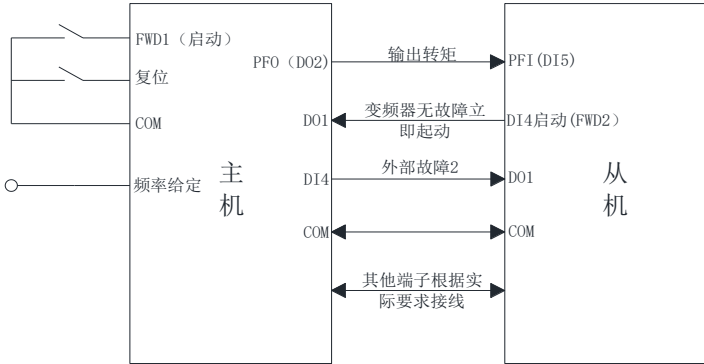 FWD1（启动）
复位
COM
频率给定
主
机
PFO（DO2）
DO1
DI4
COM
输出转矩
变频器无故障立
即起动
外部故障2
其他端子根据实
际要求接线
PFI(DI5)
DI4启动(FWD2）
DO1
COM
从
机